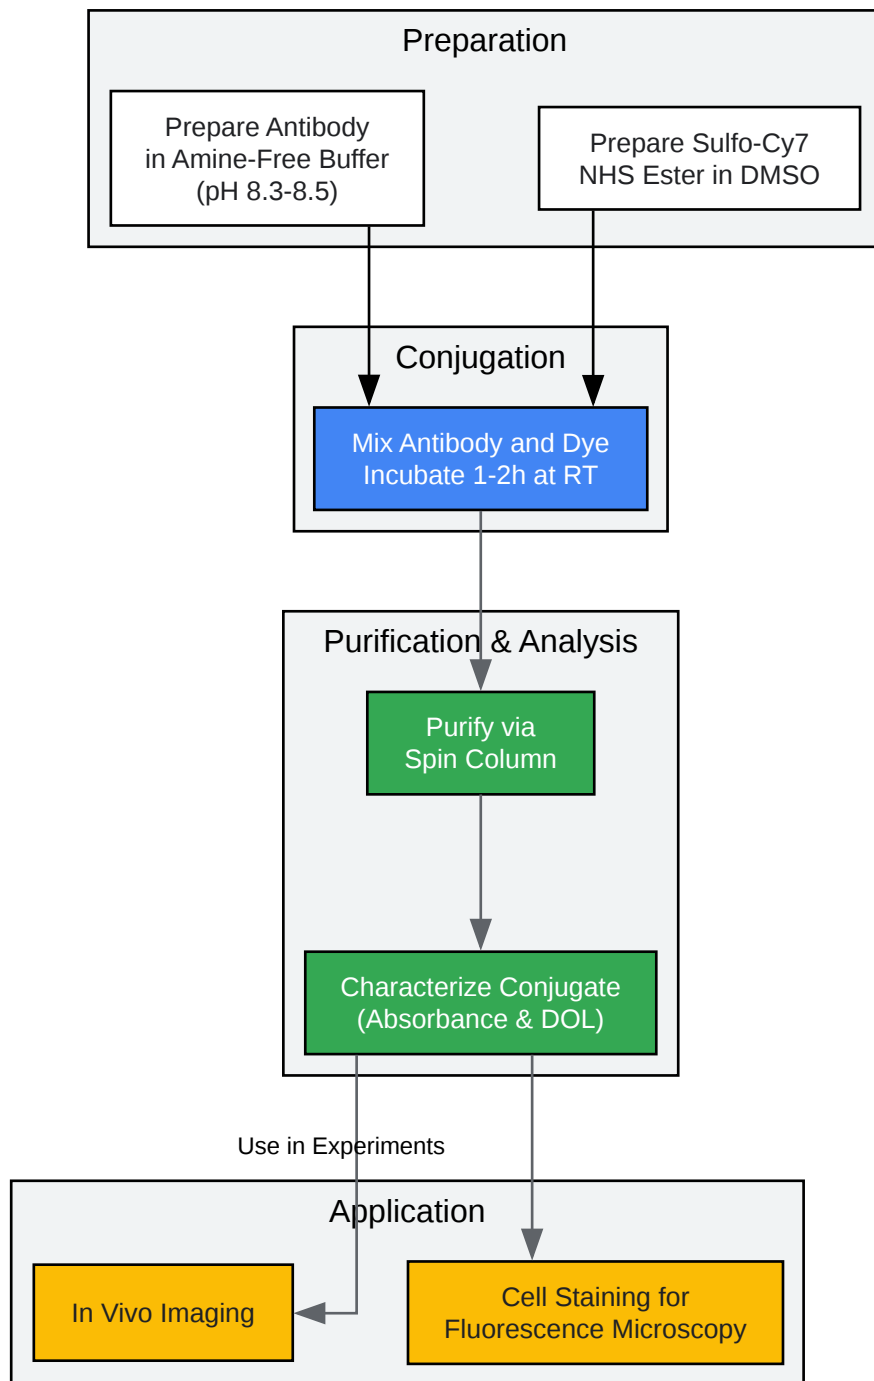 Preparation
Prepare Antibody
in Amine-Free Buffer
(pH 8.3-8.5)
Prepare Sulfo-Cy7
NHS Ester in DMSO
Conjugation
Mix Antibody and Dye
Incubate 1-2h at RT
Purification & Analysis
Purify via
Spin Column
Characterize Conjugate
(Absorbance & DOL)
Use in Experiments
Application
In Vivo Imaging
Cell Staining for
Fluorescence Microscopy